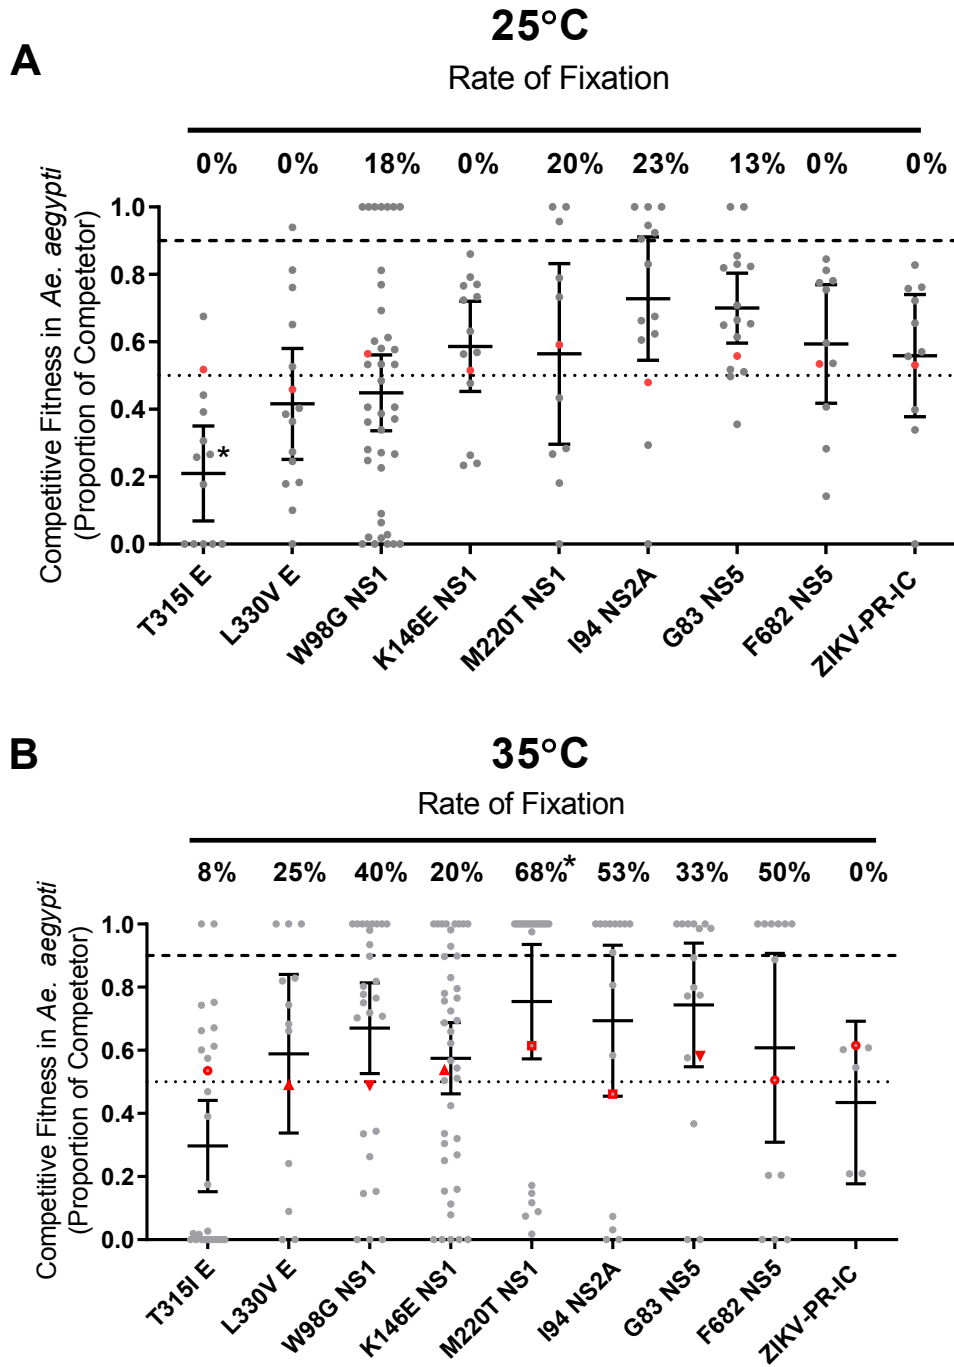 A
25°C
Rate of Fixation
0% 0% 18% 0% 20% 23% 13% 0% 0%
Competitive Fitness in Ae. aegypti
(Proportion of Competetor)
1.0
0.8
0.6
0.4
0.2
0.0
*
T315I E
L330V E
W98G NS1
K146E NS1
M220T NS1
I94 NS2A
G83 NS5
F682 NS5
ZIKV-PR-IC
B
35°C
Rate of Fixation
8% 25% 40% 20% 68%* 53% 33% 50% 0%
Competitive Fitness in Ae. aegypti
(Proportion of Competetor)
1.0
0.8
0.6
0.4
0.2
0.0
T315I E
L330V E
W98G NS1
K146E NS1
M220T NS1
I94 NS2A
G83 NS5
F682 NS5
ZIKV-PR-IC